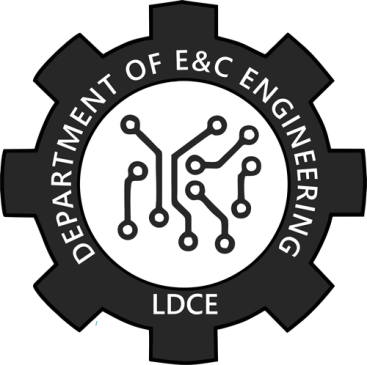 DEPARTMENT OF E&C ENGINEERING
LDCE